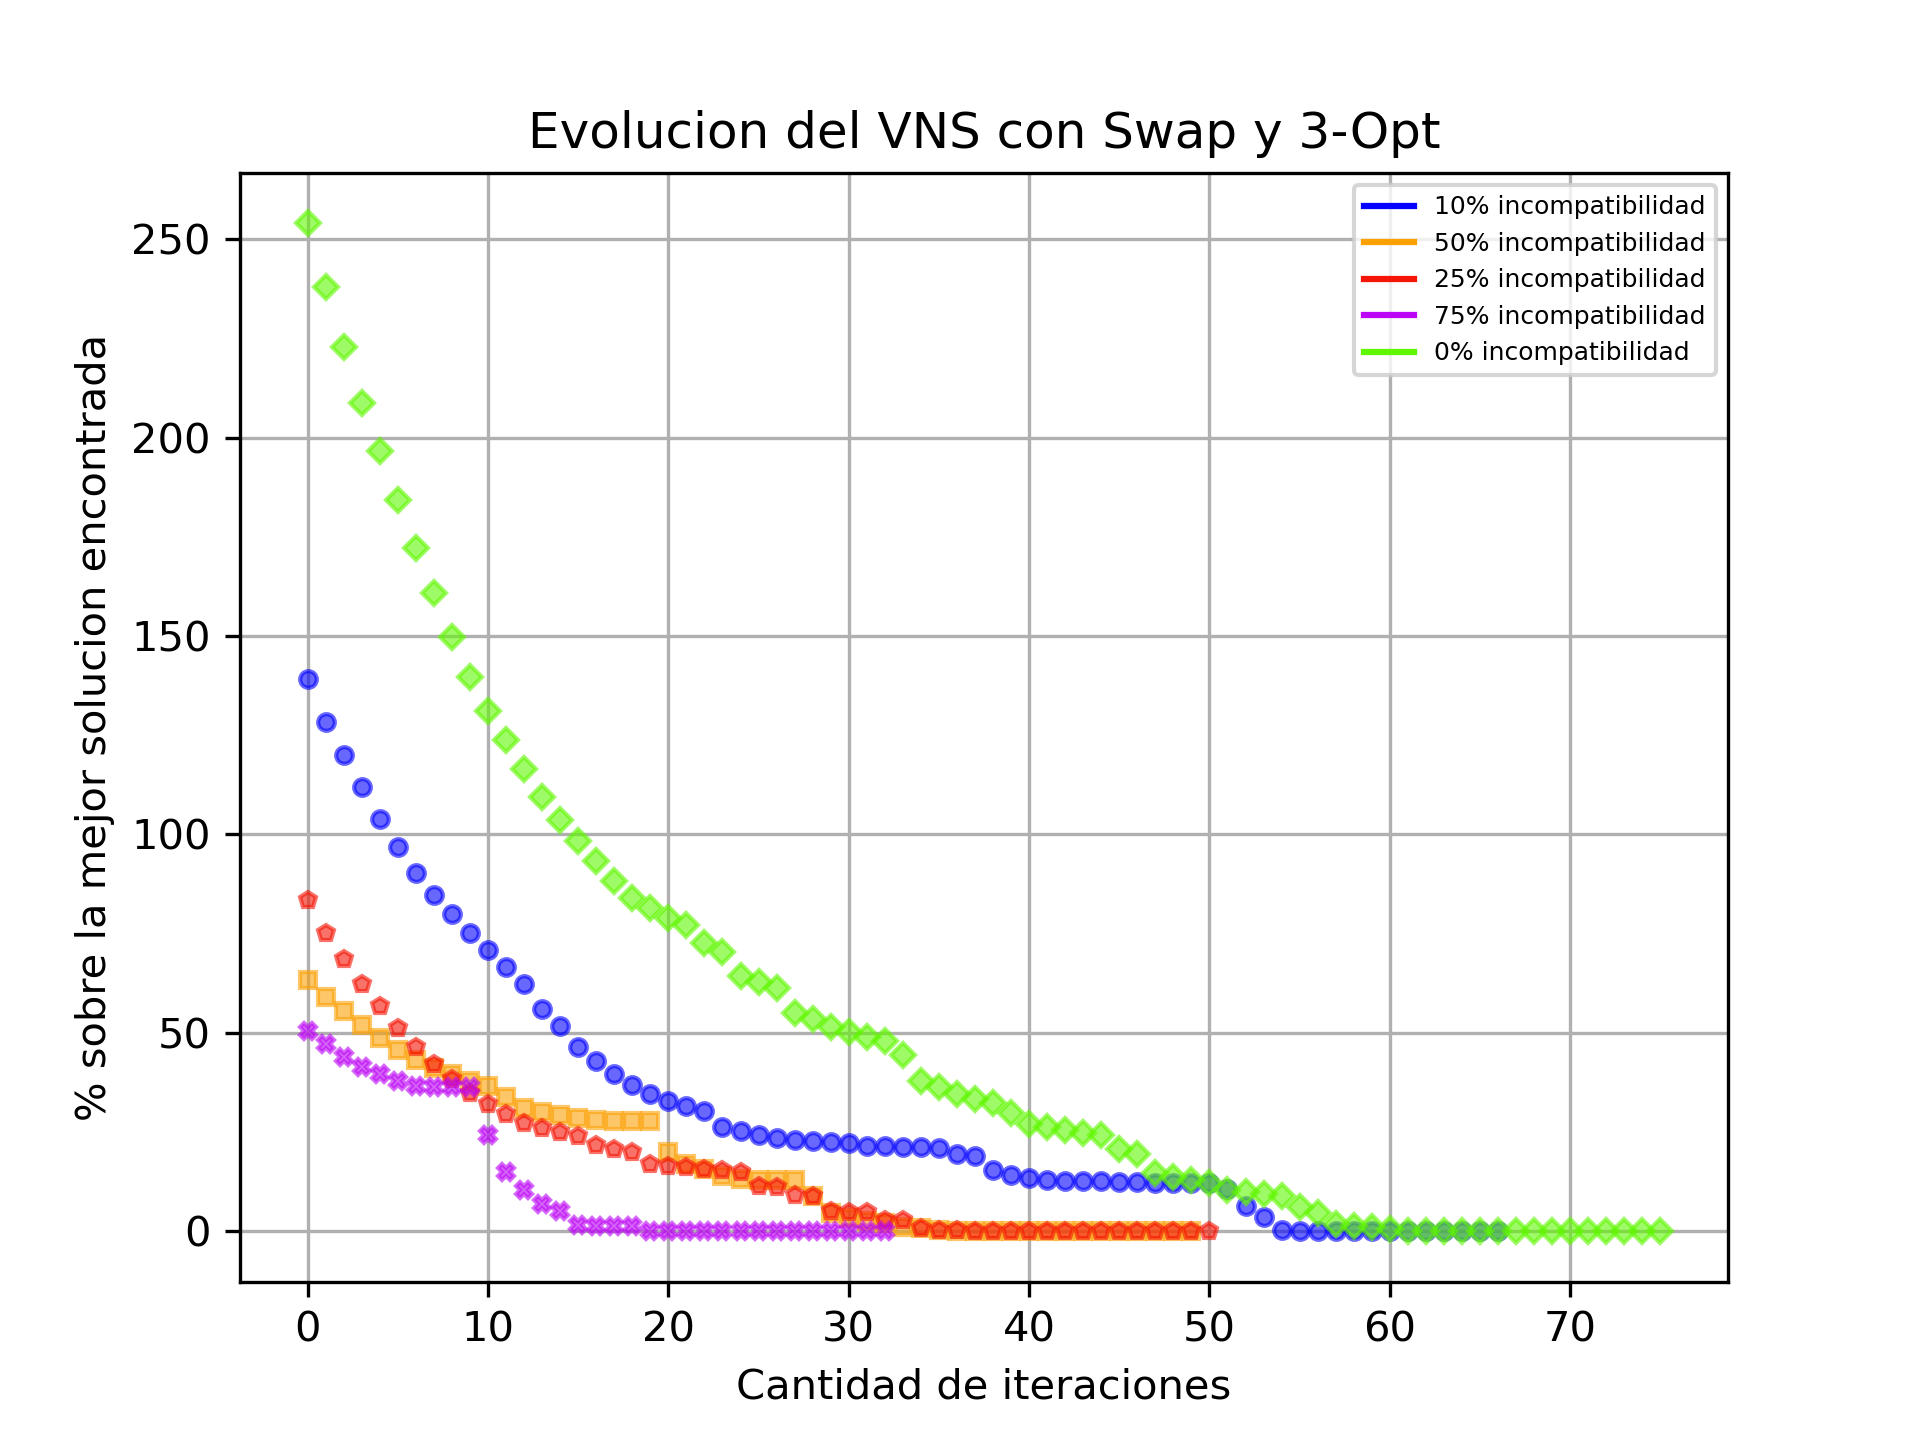 Evolucion del VNS con Swap y 3-Opt
10% incompatibilidad
50% incompatibilidad
25% incompatibilidad
75% incompatibilidad
0% incompatibilidad
% sobre la mejor solucion encontrada
250
200
150
100
50
0
0 10 20 30 40 50 60 70
Cantidad de iteraciones